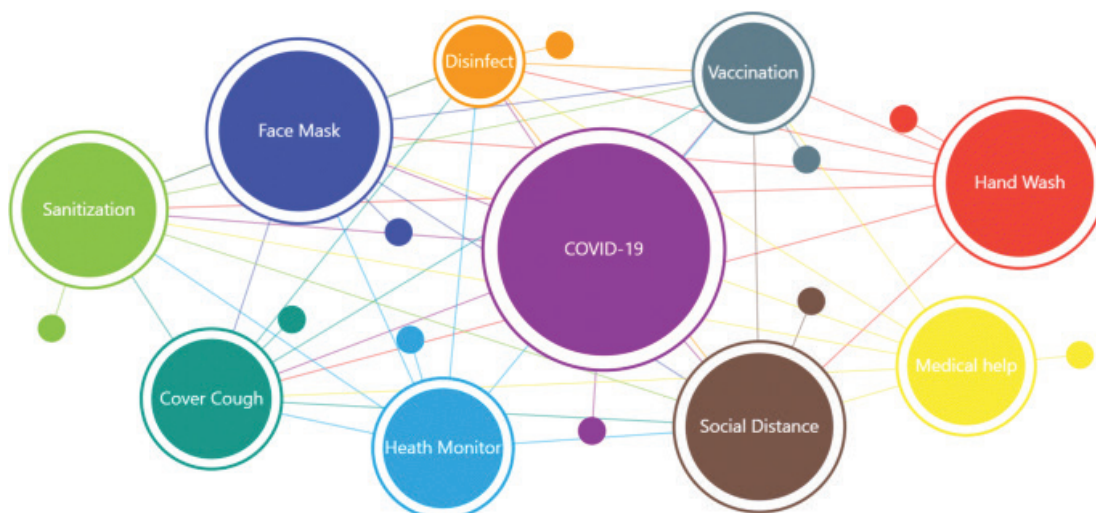 Disinfect
Vaccination
Face Mask
Hand Wash
Sanitization
COVID-19
Medical help
Cover Cough
Social Distance
Heath Monitor